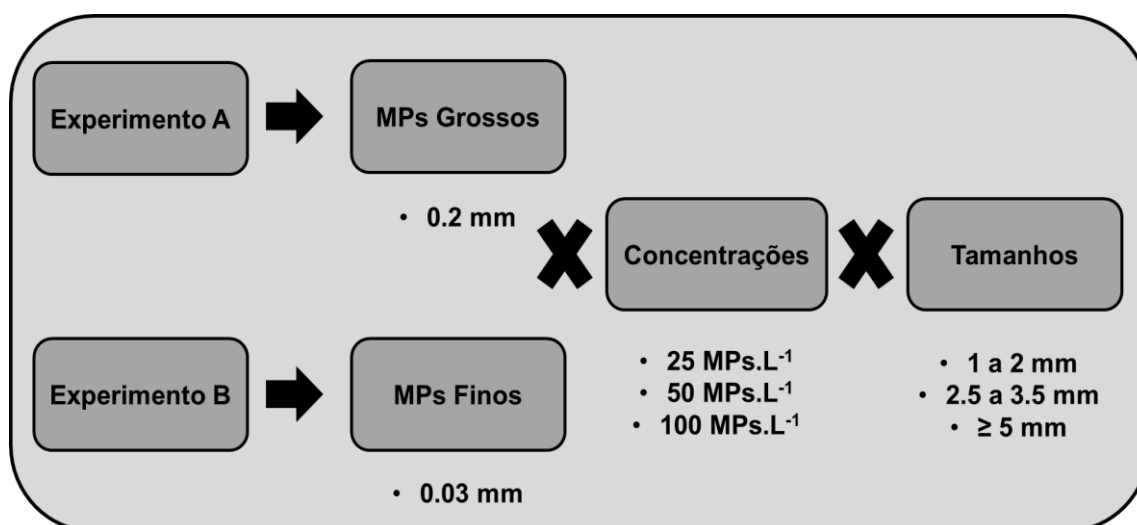 Experimento A
MPs Grossos
• 0.2 mm
Concentrações
Tamanhos
Experimento B
MPs Finos
• 25 MPs.L⁻¹
• 50 MPs.L⁻¹
• 100 MPs.L⁻¹
• 1 a 2 mm
• 2.5 a 3.5 mm
• ≥ 5 mm
• 0.03 mm